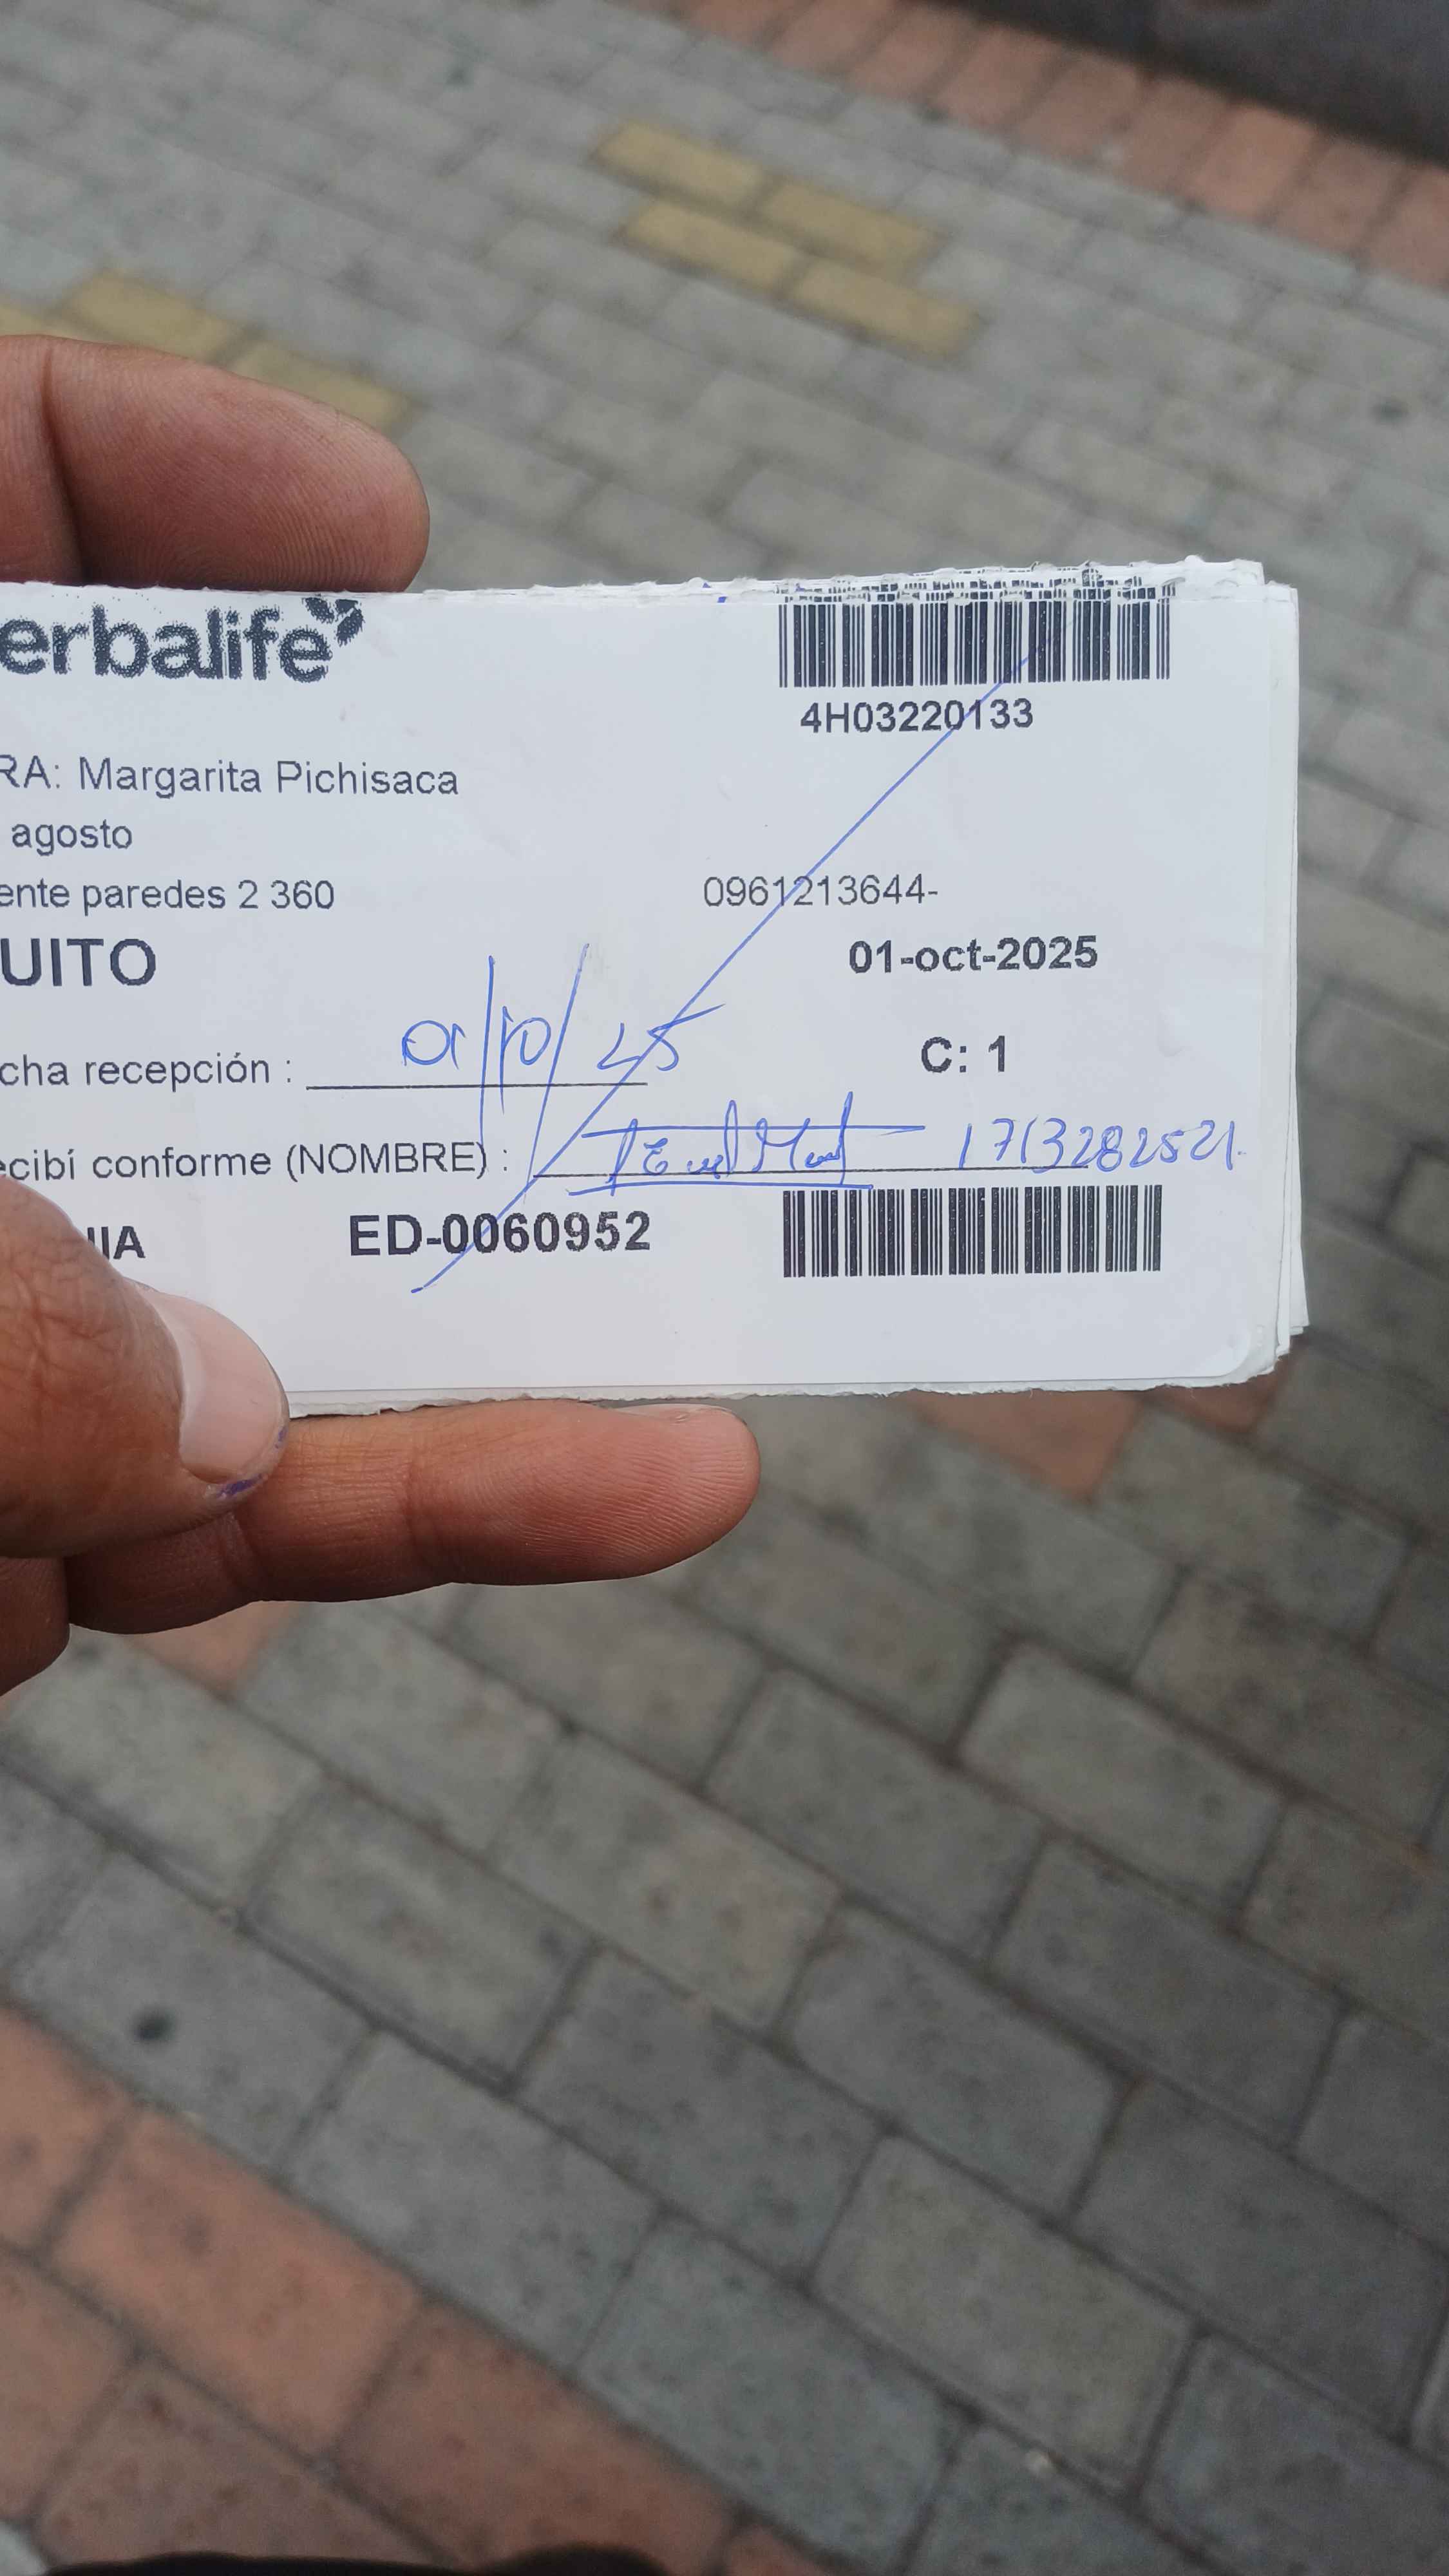 erbalife
4H03220133
RA: Margarita Pichisaca
agosto
ente paredes 2 360 0961213644-
UITO 01-oct-2025
cha recepción : 01/10/25 C: 1
ecibí conforme (NOMBRE) : 1713282521
IIA ED-0060952